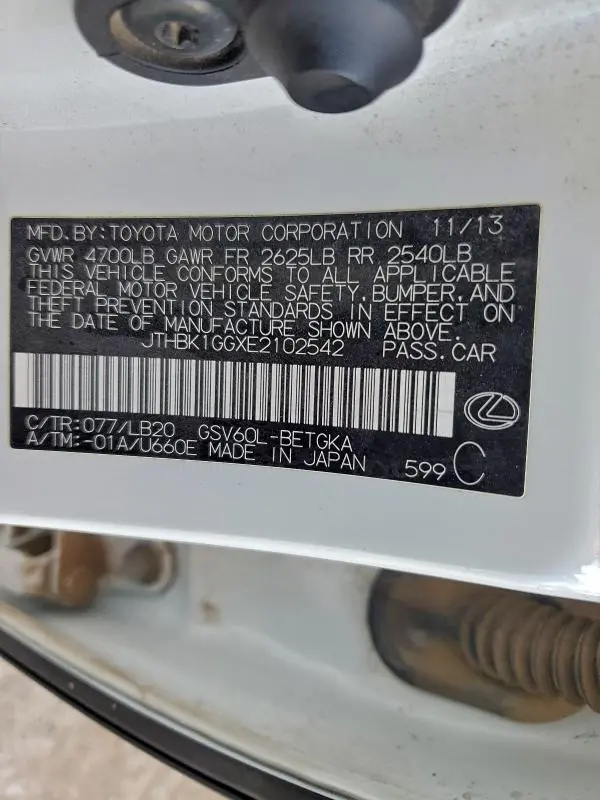 MFD.BY:TOYOTA MOTOR CORPORATION 11/13
GVWR 4700LB GAWR FR 2625LB RR 2540LB
THIS VEHICLE CONFORMS TO ALL APPLICABLE
FEDERAL MOTOR VEHICLE SAFETY,BUMPER,AND
THEFT PREVENTION STANDARDS IN EFFECT ON
THE DATE OF MANUFACTURE SHOWN ABOVE.
JTHBK1GGXE2102542 PASS.CAR
C/TR:077/LB20 GSV60L-BETGKA
A/TM:-01A/U660E MADE IN JAPAN 599 C